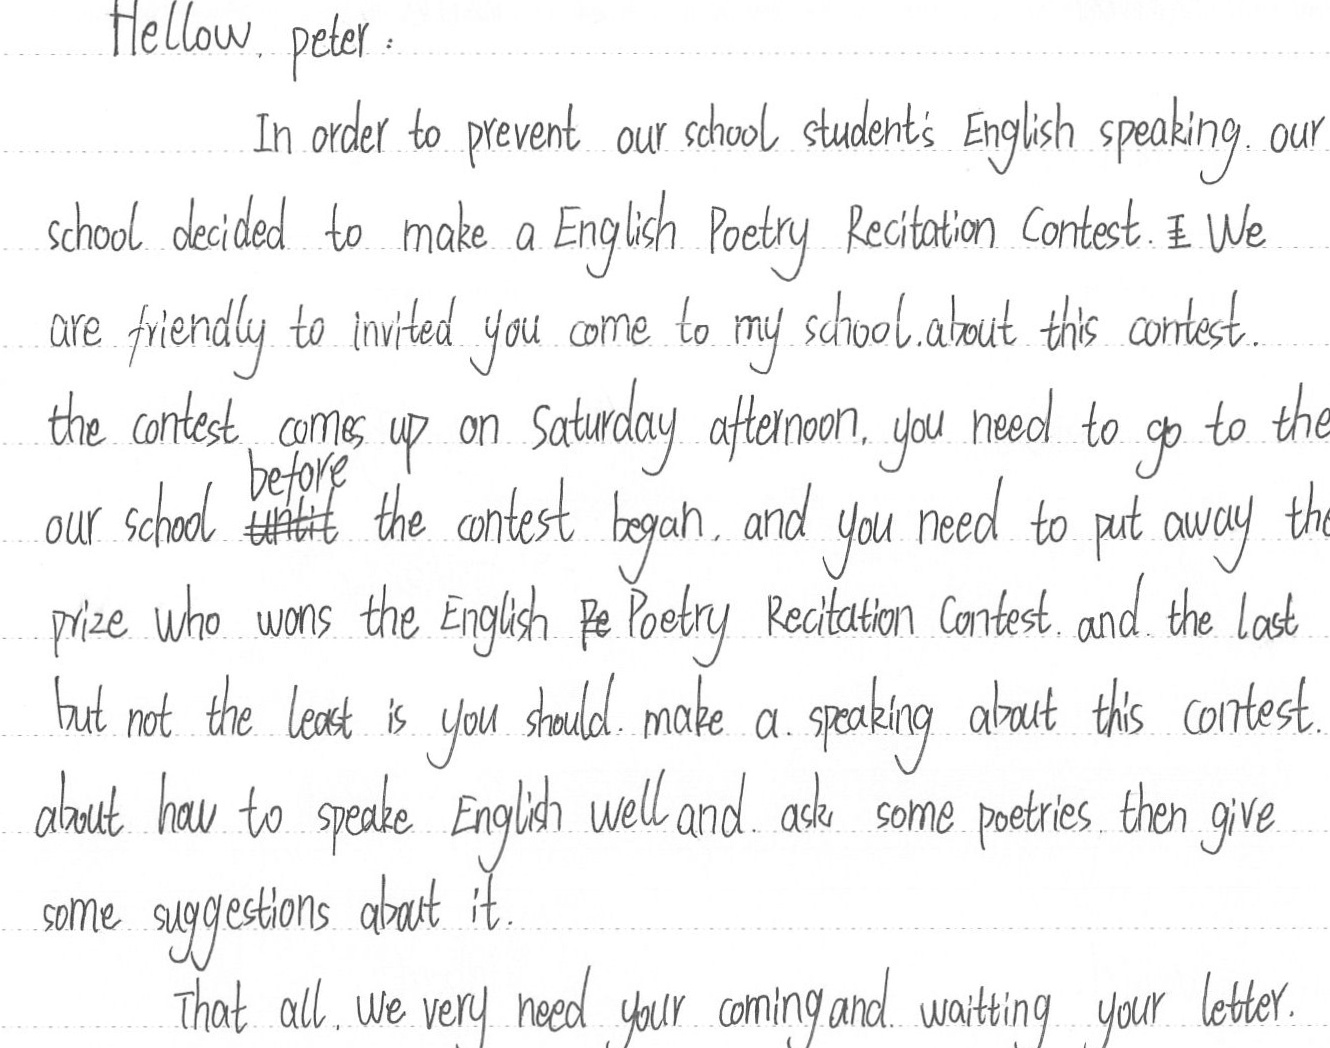 Hellow, peter:
In order to prevent our school student's English speaking. our
school decided to make a English Poetry Recitation Contest. I We
are friendly to invited you come to my school. about this contest.
the contest comes up on Saturday afternoon, you need to go to the
before
our school until the contest began, and you need to put away the
prize who wons the English Pe Poetry Recitation Contest. and the last
but not the least is you should make a speaking about this contest.
about how to speake English well and ask some poetries. then give
some suggestions about it.
That all. We very need your coming and waitting your letter.